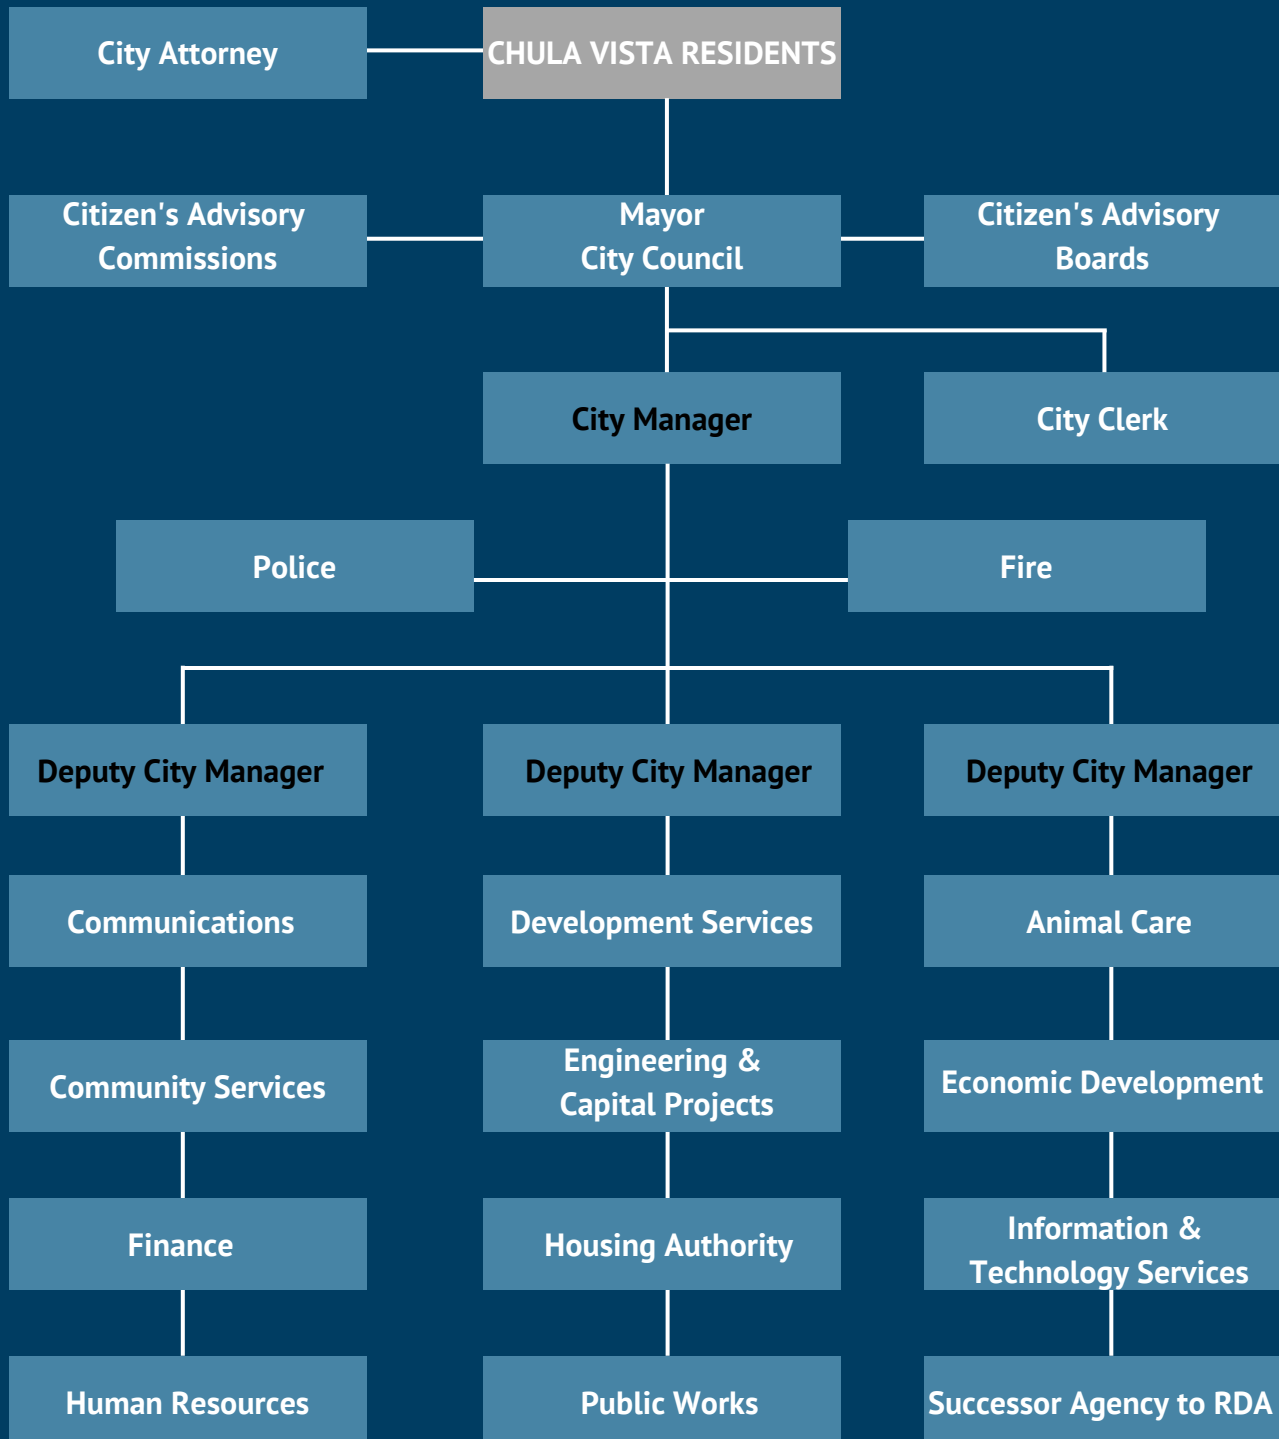 City Attorney
CHULA VISTA RESIDENTS
Citizen's Advisory
Commissions
Mayor
City Council
Citizen's Advisory
Boards
City Manager
City Clerk
Police
Fire
Deputy City Manager
Deputy City Manager
Deputy City Manager
Communications
Development Services
Animal Care
Community Services
Engineering &
Capital Projects
Economic Development
Finance
Housing Authority
Information &
Technology Services
Human Resources
Public Works
Successor Agency to RDA